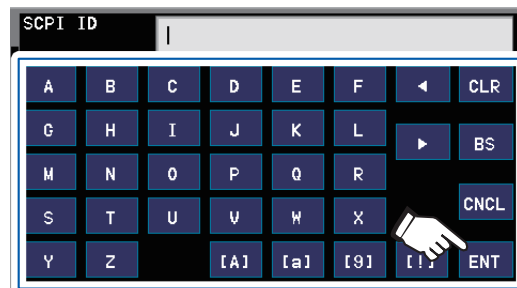 SCPI ID
A B C D E F ◀ CLR
G H I J K L ▶ BS
M N O P Q R
S T U V W X CNCL
Y Z [A] [a] [9] [!] ENT